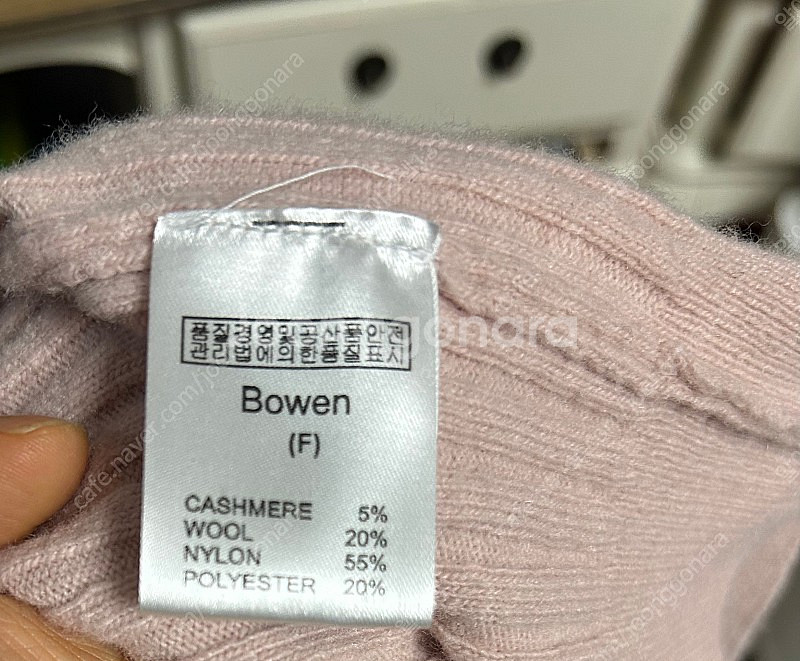 품질경영및공산품안전
관리법에의한품질표시
Bowen
(F)
CASHMERE 5%
WOOL 20%
NYLON 55%
POLYESTER 20%